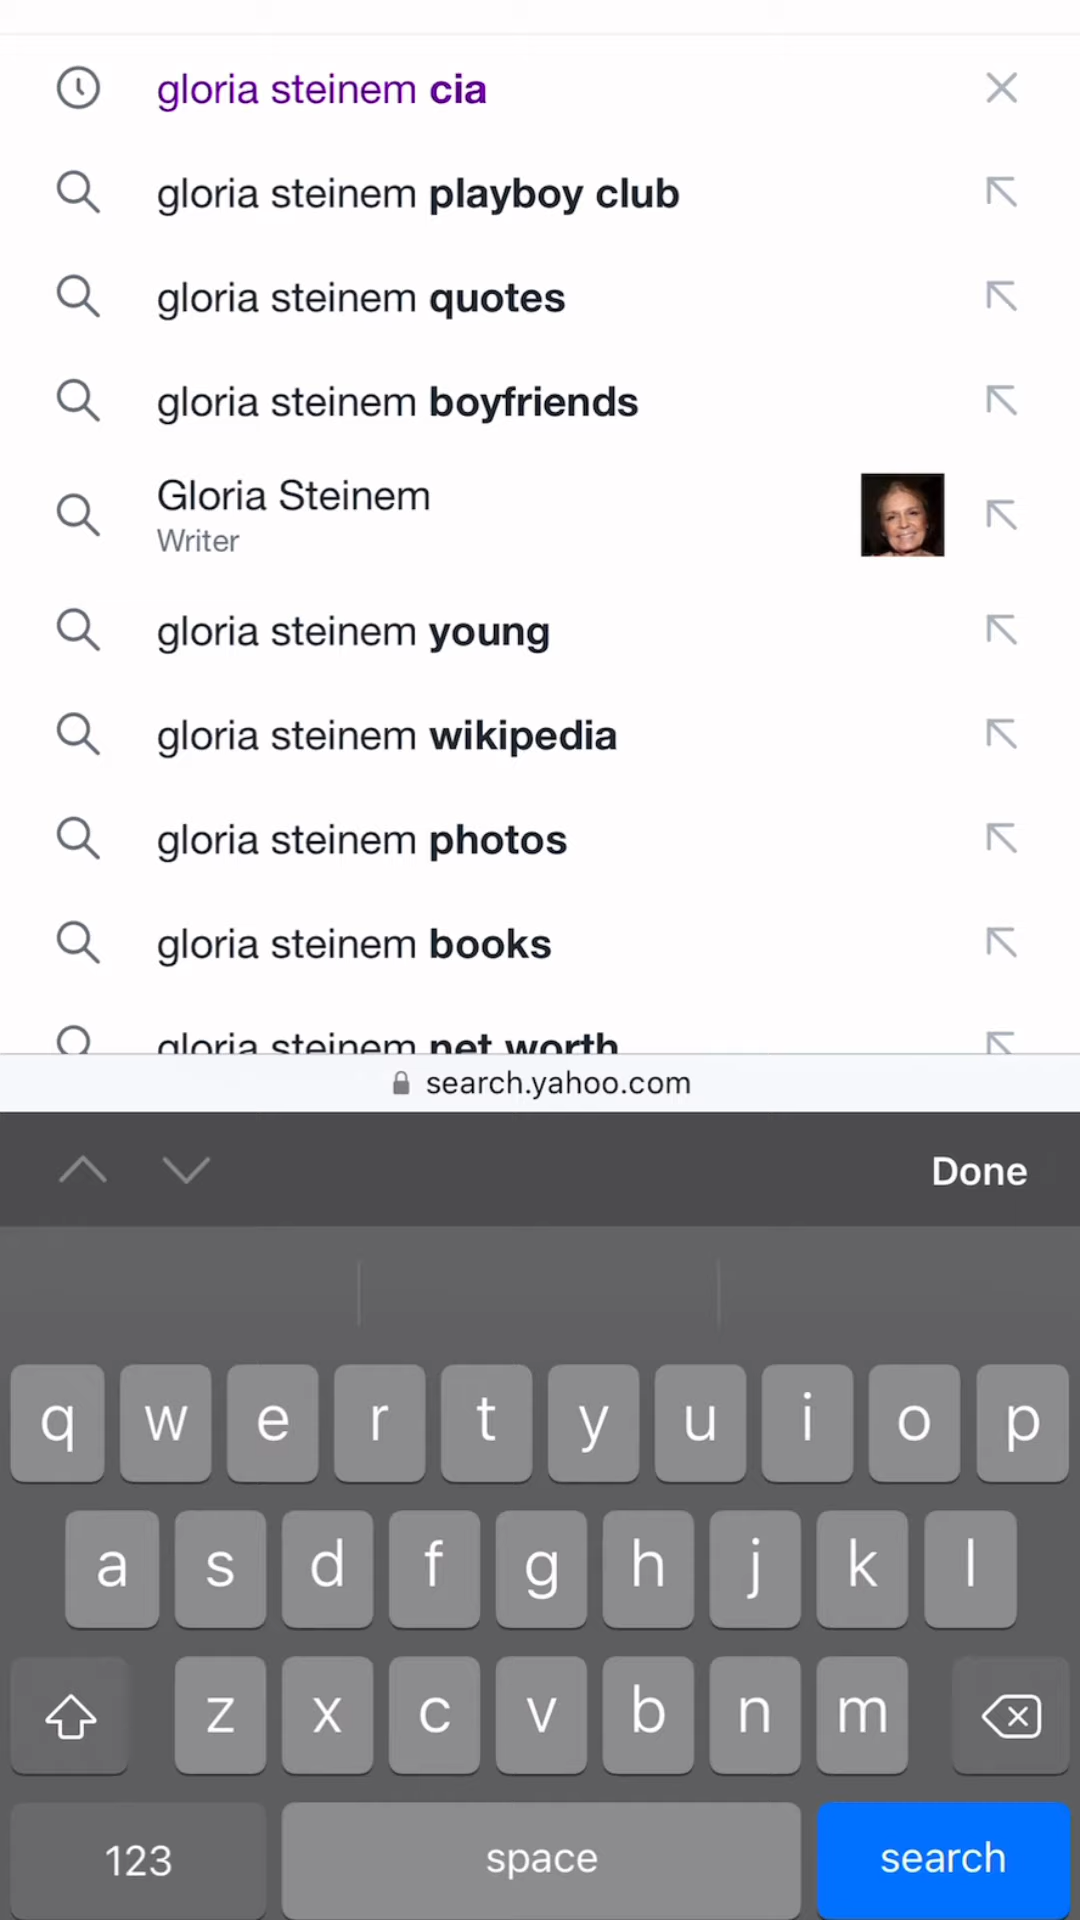 gloria steinem cia
gloria steinem playboy club
gloria steinem quotes
gloria steinem boyfriends
Gloria Steinem
Writer
gloria steinem young
gloria steinem wikipedia
gloria steinem photos
gloria steinem books
gloria steinem net worth
search.yahoo.com
Done
q w e r t y u i o p
a s d f g h j k l
z x c v b n m
123 space search